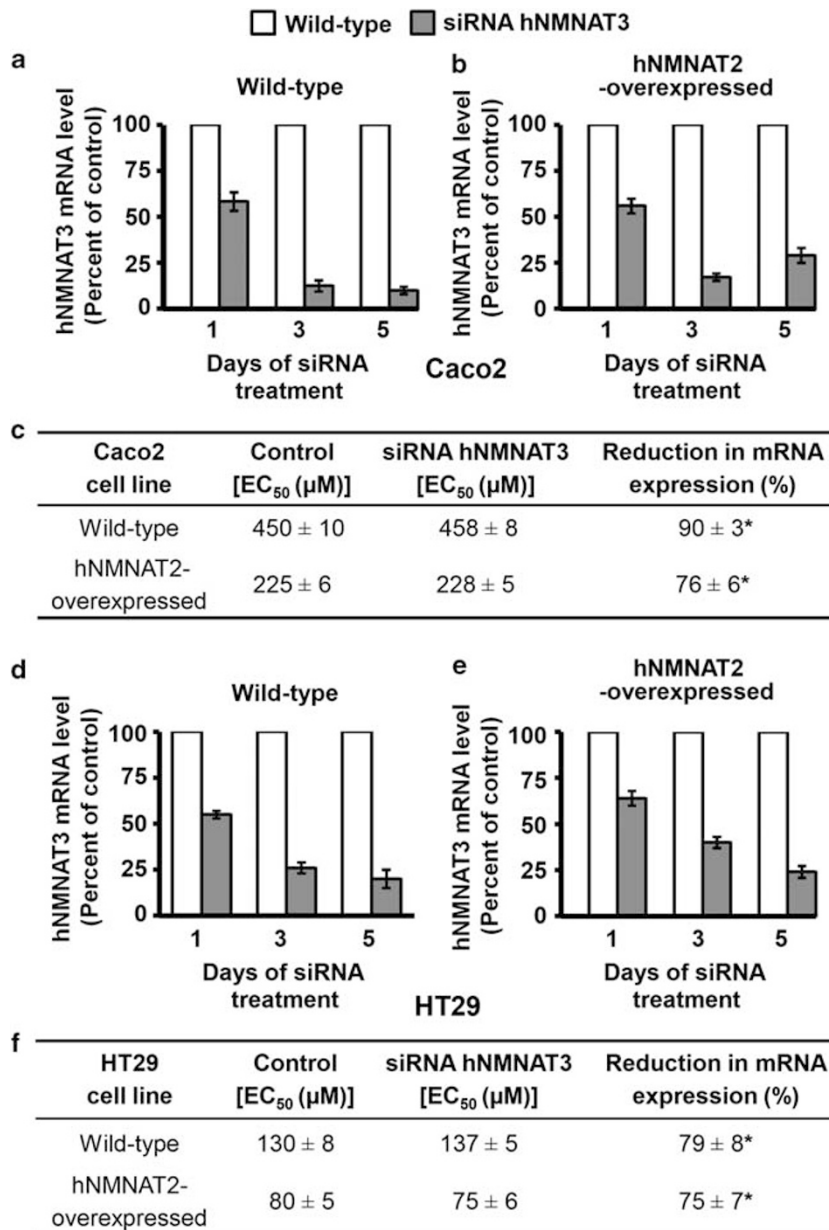 Wild-type siRNA hNMNAT3
a
Wild-type
hNMNAT3 mRNA level
(Percent of control)
100
75
50
25
0
1 3 5
Days of siRNA
treatment
b
hNMNAT2
-overexpressed
hNMNAT3 mRNA level
(Percent of control)
100
75
50
25
0
1 3 5
Days of siRNA
treatment
Caco2
c
Caco2 Control siRNA hNMNAT3 Reduction in mRNA
cell line [EC₅₀ (µM)] [EC₅₀ (µM)] expression (%)
Wild-type 450 ± 10 458 ± 8 90 ± 3*
hNMNAT2-
overexpressed 225 ± 6 228 ± 5 76 ± 6*
d
Wild-type
hNMNAT3 mRNA level
(Percent of control)
100
75
50
25
0
1 3 5
Days of siRNA
treatment
e
hNMNAT2
-overexpressed
hNMNAT3 mRNA level
(Percent of control)
100
75
50
25
0
1 3 5
Days of siRNA
treatment
HT29
f
HT29 Control siRNA hNMNAT3 Reduction in mRNA
cell line [EC₅₀ (µM)] [EC₅₀ (µM)] expression (%)
Wild-type 130 ± 8 137 ± 5 79 ± 8*
hNMNAT2-
overexpressed 80 ± 5 75 ± 6 75 ± 7*